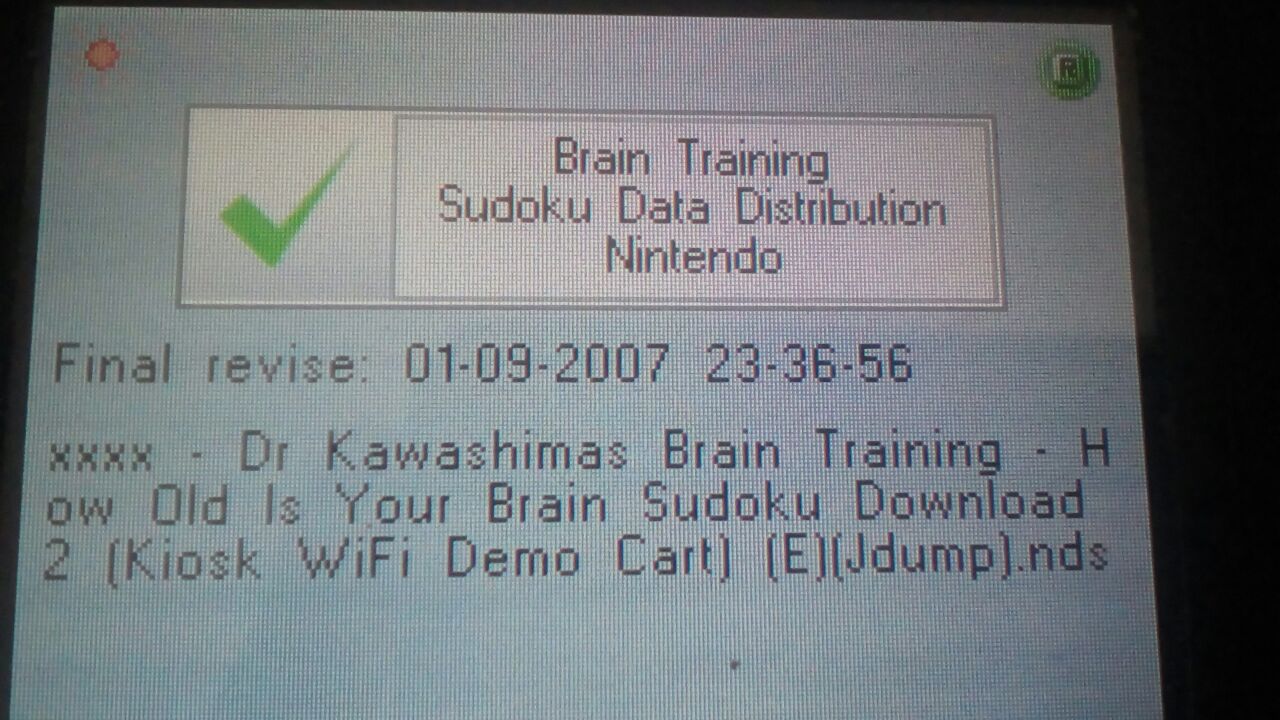 R
Brain Training
Sudoku Data Distribution
Nintendo
Final revise: 01-09-2007 23-36-56
xxxx - Dr Kawashimas Brain Training - H
ow Old Is Your Brain Sudoku Download
2 (Kiosk WiFi Demo Cart) (E)(Jdump).nds